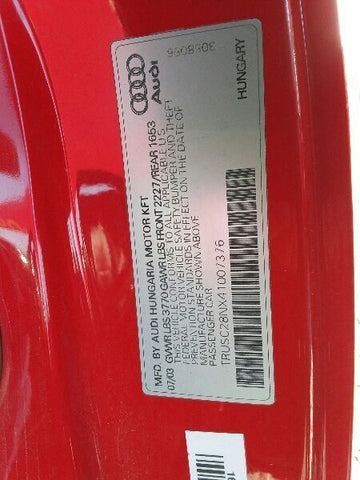 Audi
3058056
HUNGARY
MFD. BY AUDI HUNGARIA MOTOR KFT
07/03 GVWR LBS 3770 GAWR LBS FRONT 2227/REAR 1653
THIS VEHICLE CONFORMS TO ALL APPLICABLE U.S.
FEDERAL MOTOR VEHICLE SAFETY BUMPER AND THEFT
PREVENTION STANDARDS IN EFFECT ON THE DATE OF
MANUFACTURE SHOWN ABOVE
PASSENGER CAR
TRUSC28NX41007376